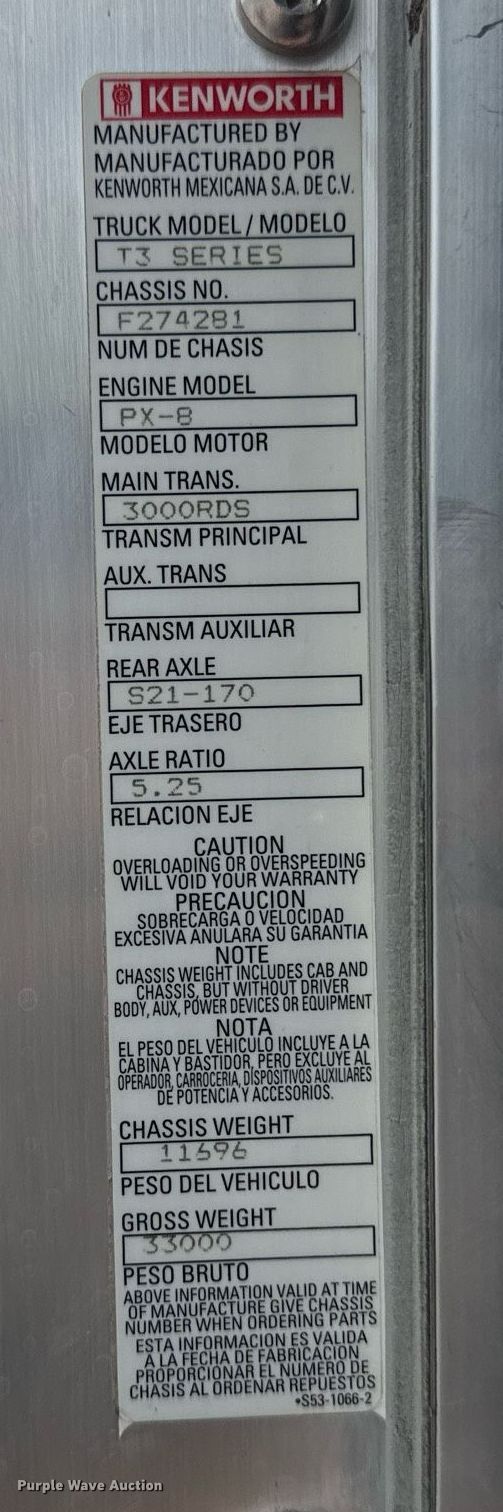 KENWORTH
MANUFACTURED BY
MANUFACTURADO POR
KENWORTH MEXICANA S.A. DE C.V.
TRUCK MODEL / MODELO
T3 SERIES
CHASSIS NO.
F274281
NUM DE CHASIS
ENGINE MODEL
PX-8
MODELO MOTOR
MAIN TRANS.
3000RDS
TRANSM PRINCIPAL
AUX. TRANS
TRANSM AUXILIAR
REAR AXLE
S21-170
EJE TRASERO
AXLE RATIO
5.25
RELACION EJE
CAUTION
OVERLOADING OR OVERSPEEDING
WILL VOID YOUR WARRANTY
PRECAUCION
SOBRECARGA O VELOCIDAD
EXCESIVA ANULARA SU GARANTIA
NOTE
CHASSIS WEIGHT INCLUDES CAB AND
CHASSIS, BUT WITHOUT DRIVER
BODY, AUX, POWER DEVICES OR EQUIPMENT
NOTA
EL PESO DEL VEHICULO INCLUYE A LA
CABINA Y BASTIDOR, PERO EXCLUYE AL
OPERADOR, CARROCERIA, DISPOSITIVOS AUXILIARES
DE POTENCIA Y ACCESORIOS.
CHASSIS WEIGHT
11696
PESO DEL VEHICULO
GROSS WEIGHT
33000
PESO BRUTO
ABOVE INFORMATION VALID AT TIME
OF MANUFACTURE GIVE CHASSIS
NUMBER WHEN ORDERING PARTS
ESTA INFORMACION ES VALIDA
A LA FECHA DE FABRICACION
PROPORCIONAR EL NUMERO DE
CHASIS AL ORDENAR REPUESTOS
•S53-1066-2
Purple Wave Auction